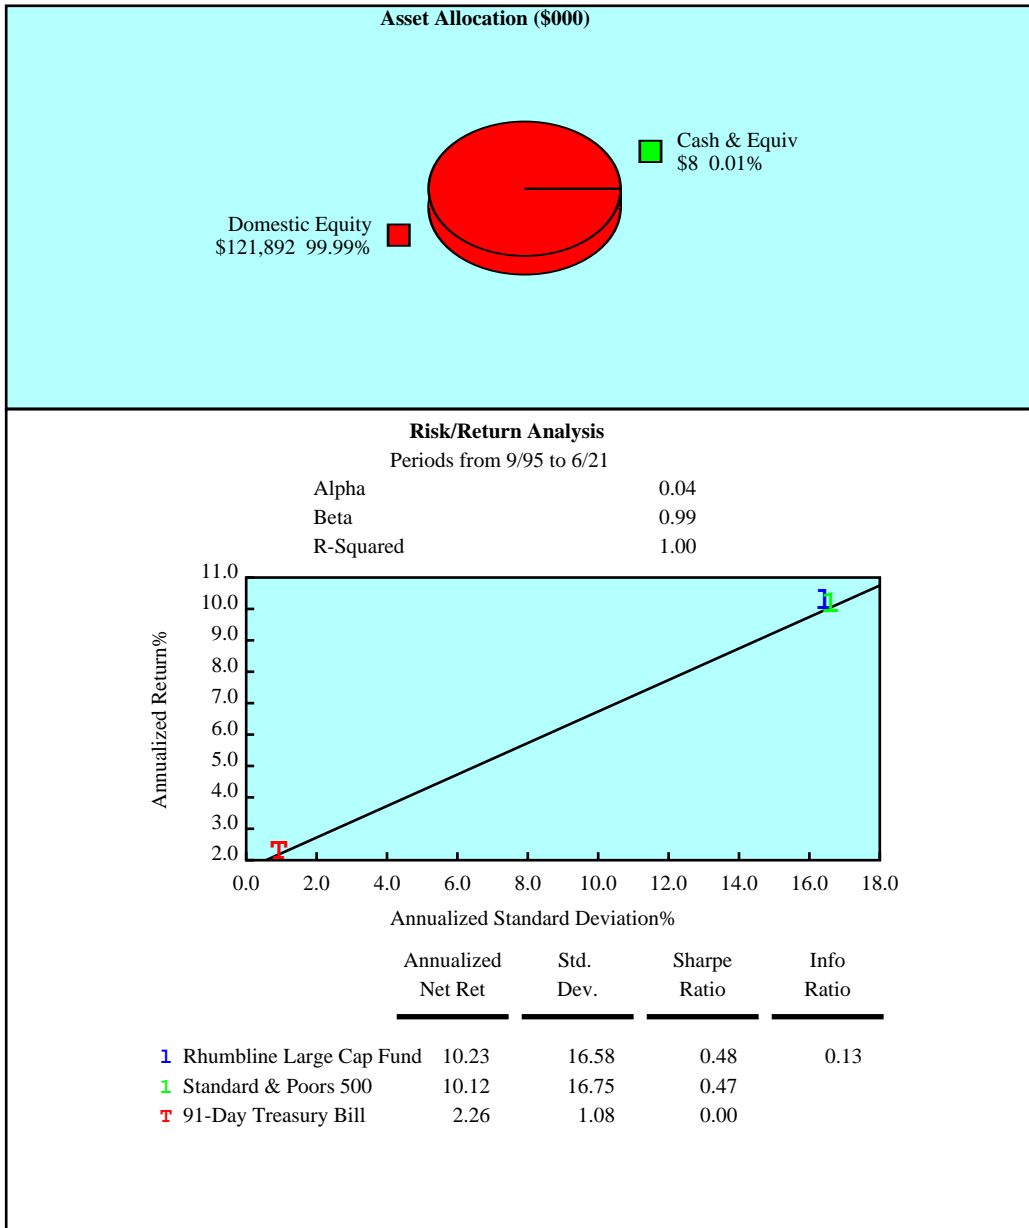 Asset Allocation ($000)
Cash & Equiv
$8 0.01%
Domestic Equity
$121,892 99.99%
Risk/Return Analysis
Periods from 9/95 to 6/21
Alpha 0.04
Beta 0.99
R-Squared 1.00
Annualized Return%
11.0
10.0
9.0
8.0
7.0
6.0
5.0
4.0
3.0
2.0
1
1
T
0.0 2.0 4.0 6.0 8.0 10.0 12.0 14.0 16.0 18.0
Annualized Standard Deviation%
Annualized Std. Sharpe Info
Net Ret Dev. Ratio Ratio
1 Rhumbline Large Cap Fund 10.23 16.58 0.48 0.13
1 Standard & Poors 500 10.12 16.75 0.47
T 91-Day Treasury Bill 2.26 1.08 0.00